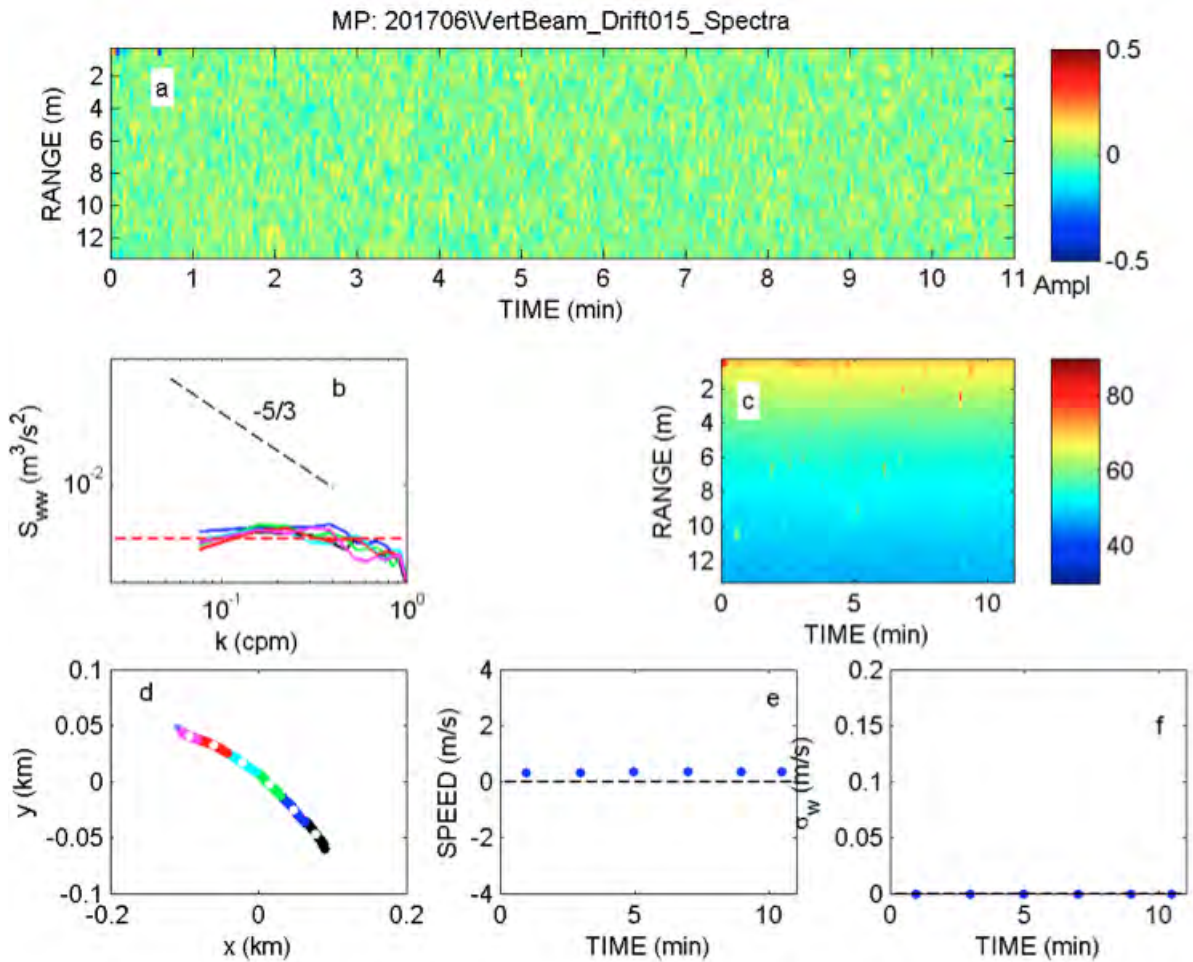 MP: 201706\VertBeam_Drift015_Spectra
a
RANGE (m)
2
4
6
8
10
12
0 1 2 3 4 5 6 7 8 9 10 11
TIME (min)
0.5
0
-0.5
Ampl
b
-5/3
S_ww (m³/s²)
10⁻²
10⁻¹ 10⁰
k (cpm)
c
RANGE (m)
2
4
6
8
10
12
0 5 10
TIME (min)
80
60
40
d
y (km)
0.1
0.05
0
-0.05
-0.1
-0.2 0 0.2
x (km)
e
SPEED (m/s)
4
2
0
-2
-4
0 5 10
TIME (min)
f
σ_w (m/s)
0.2
0.15
0.1
0.05
0
0 5 10
TIME (min)